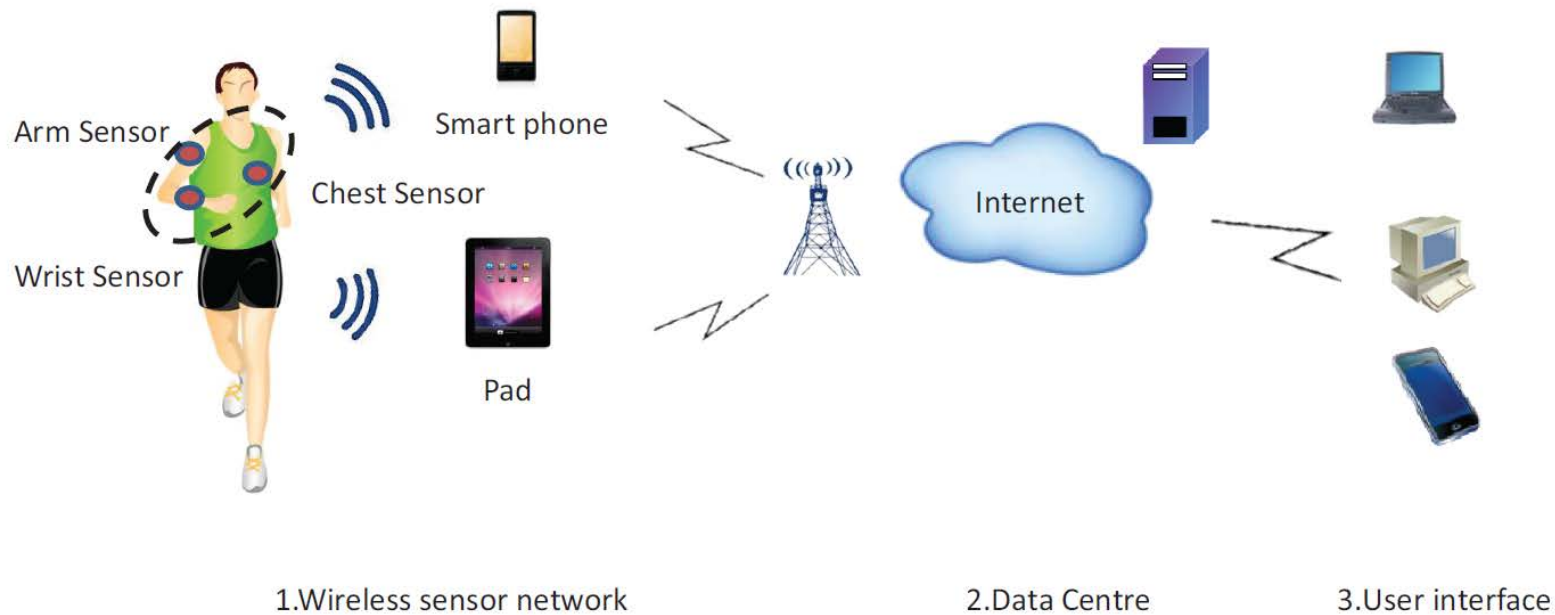 Smart phone
Arm Sensor
Chest Sensor
Internet
Wrist Sensor
Pad
1.Wireless sensor network
2.Data Centre
3.User interface